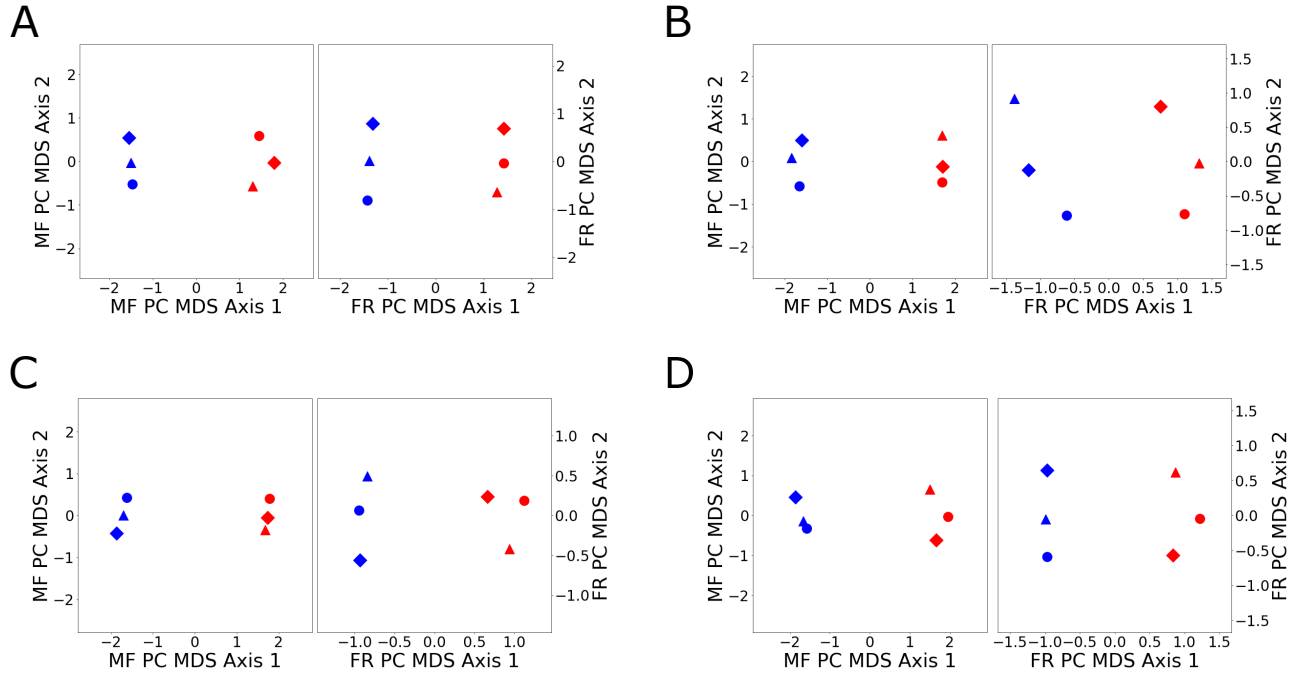 A
MF PC MDS Axis 2
2
1
0
−1
−2
−2 −1 0 1 2
MF PC MDS Axis 1
2
1
0
−1
−2
FR PC MDS Axis 2
−2 −1 0 1 2
FR PC MDS Axis 1
B
MF PC MDS Axis 2
2
1
0
−1
−2
−2 −1 0 1 2
MF PC MDS Axis 1
1.5
1.0
0.5
0.0
−0.5
−1.0
−1.5
FR PC MDS Axis 2
−1.5 −1.0 −0.5 0.0 0.5 1.0 1.5
FR PC MDS Axis 1
C
MF PC MDS Axis 2
2
1
0
−1
−2
−2 −1 0 1 2
MF PC MDS Axis 1
1.0
0.5
0.0
−0.5
−1.0
FR PC MDS Axis 2
−1.0 −0.5 0.0 0.5 1.0
FR PC MDS Axis 1
D
MF PC MDS Axis 2
2
1
0
−1
−2
−2 −1 0 1 2
MF PC MDS Axis 1
1.5
1.0
0.5
0.0
−0.5
−1.0
−1.5
FR PC MDS Axis 2
−1.5 −1.0 −0.5 0.0 0.5 1.0 1.5
FR PC MDS Axis 1